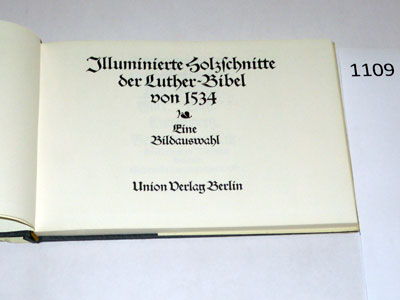 Illuminierte Holzschnitte
der Luther-Bibel
von 1534
Eine
Bildauswahl
Union Verlag Berlin
1109